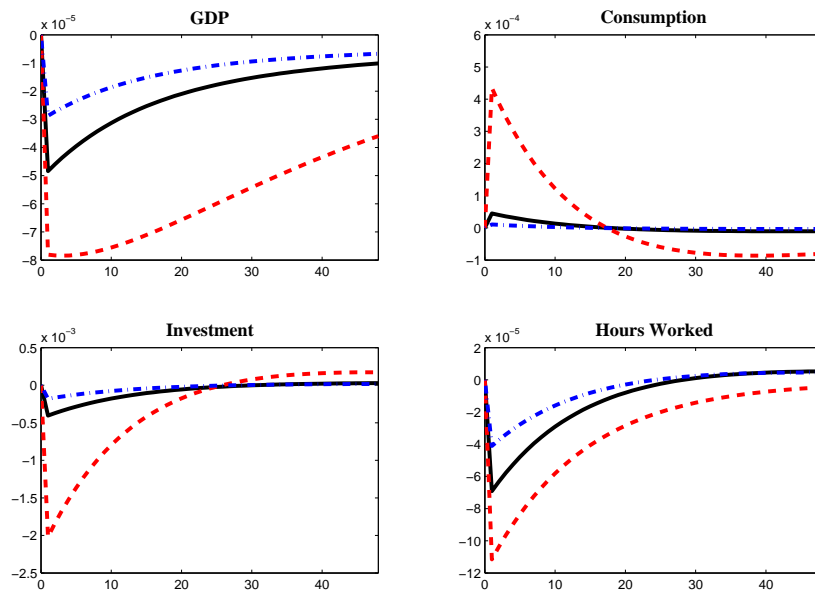 GDP
x 10⁻⁵
0
−1
−2
−3
−4
−5
−6
−7
−8
0 10 20 30 40
Consumption
x 10⁻⁴
6
5
4
3
2
1
0
−1
0 10 20 30 40
Investment
x 10⁻³
0.5
0
−0.5
−1
−1.5
−2
−2.5
0 10 20 30 40
Hours Worked
x 10⁻⁵
2
0
−2
−4
−6
−8
−10
−12
0 10 20 30 40